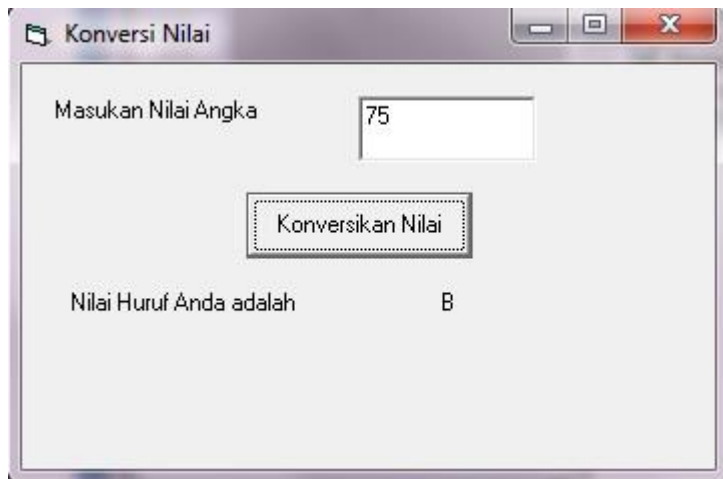 Konversi Nilai
Masukan Nilai Angka 75
Konversikan Nilai
Nilai Huruf Anda adalah B